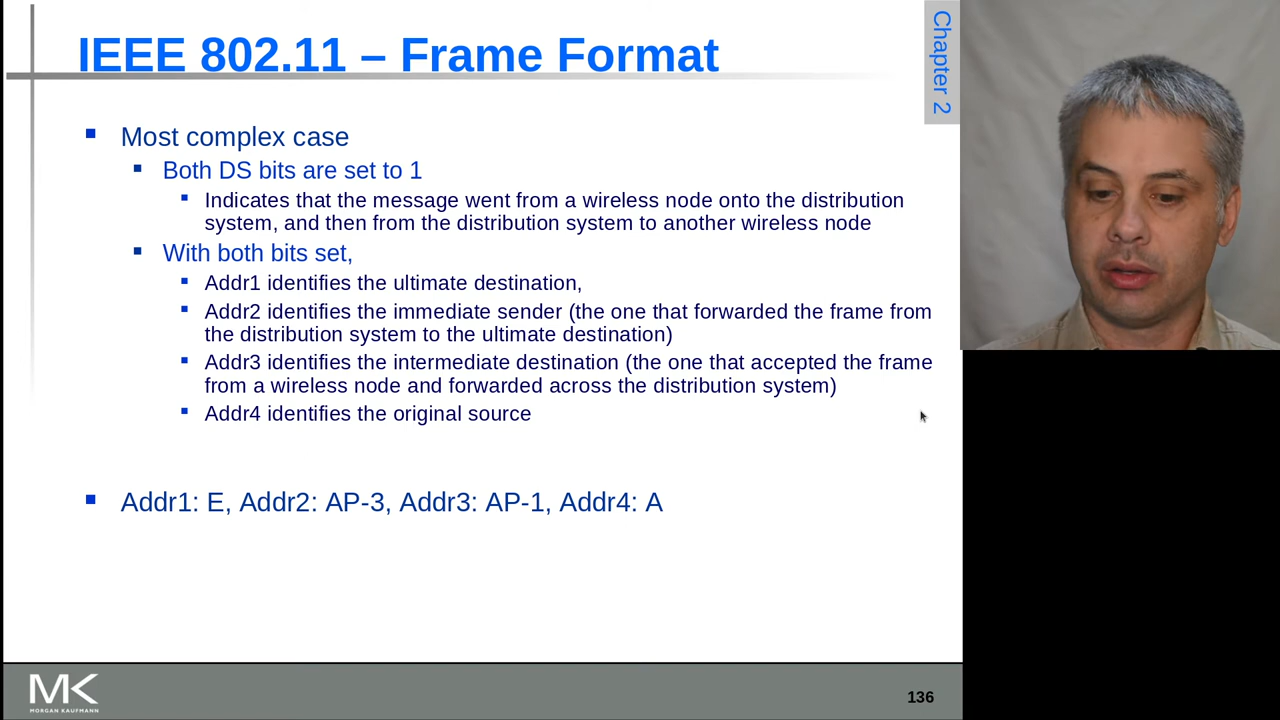 IEEE 802.11 – Frame Format
Chapter 2
Most complex case
Both DS bits are set to 1
Indicates that the message went from a wireless node onto the distribution
system, and then from the distribution system to another wireless node
With both bits set,
Addr1 identifies the ultimate destination,
Addr2 identifies the immediate sender (the one that forwarded the frame from
the distribution system to the ultimate destination)
Addr3 identifies the intermediate destination (the one that accepted the frame
from a wireless node and forwarded across the distribution system)
Addr4 identifies the original source
Addr1: E, Addr2: AP-3, Addr3: AP-1, Addr4: A
MK
MORGAN KAUFMANN
136